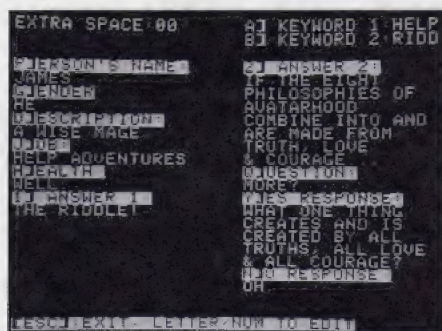 EXTRA SPACE 00
P]ERSON'S NAME:
JAMES
G]ENDER
HE
D]ESCRIPTION:
A WISE MAGE
J]OB:
HELP ADVENTURES
H]EALTH
WELL
1] ANSWER 1
THE RIDDLE!
A] KEYWORD 1 HELP
B] KEYWORD 2 RIDD
2] ANSWER 2:
IF THE EIGHT
PHILOSOPHIES OF
AVATARHOOD
COMBINE INTO AND
ARE MADE FROM
TRUTH, LOVE
& COURAGE
Q]UESTION:
MORE?
Y]ES RESPONSE:
WHAT ONE THING
CREATES AND IS
CREATED BY ALL
TRUTHS, ALL LOVE
& ALL COURAGE?
N]O RESPONSE
OH
[ESC] EXIT, LETTER/NUM TO EDIT